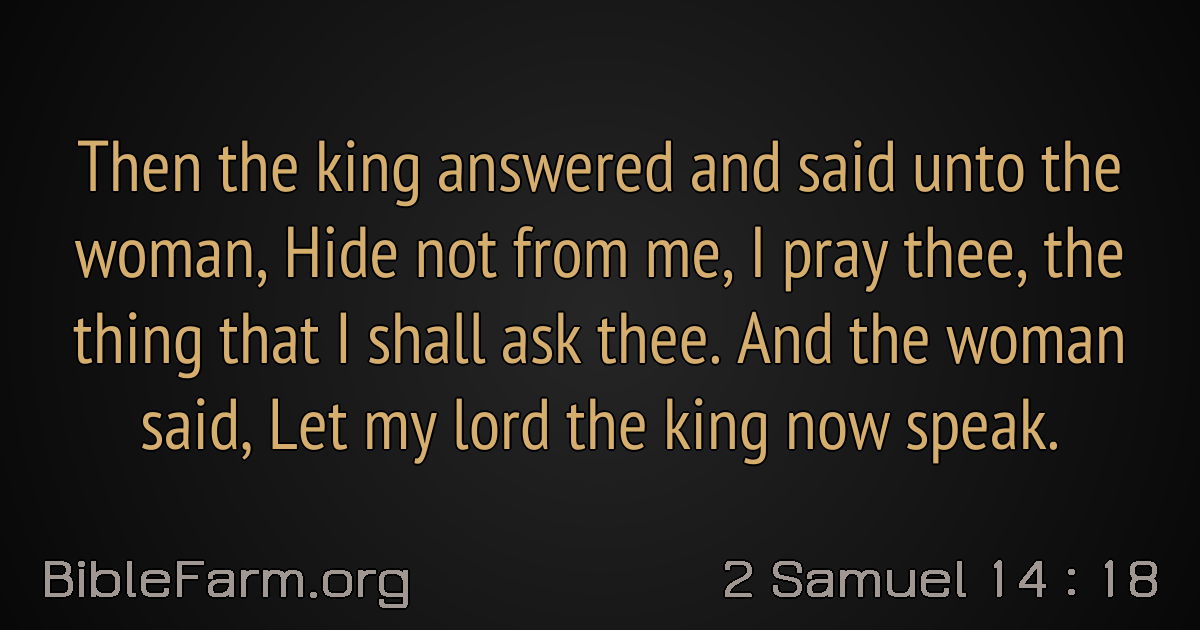 Then the king answered and said unto the
woman, Hide not from me, I pray thee, the
thing that I shall ask thee. And the woman
said, Let my lord the king now speak.
BibleFarm.org
2 Samuel 14 : 18